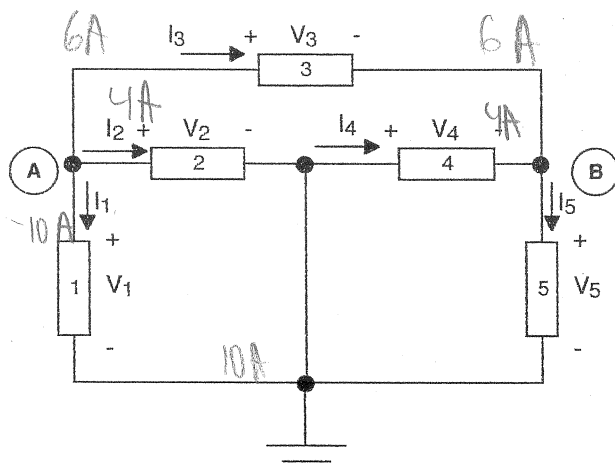 6A I3 + V3 - 6A
3
4A
I2 + V2 - I4 + V4 - 4A
A 2 4 B
I1 I5
-10A + +
1 V1 5 V5
- -
10A